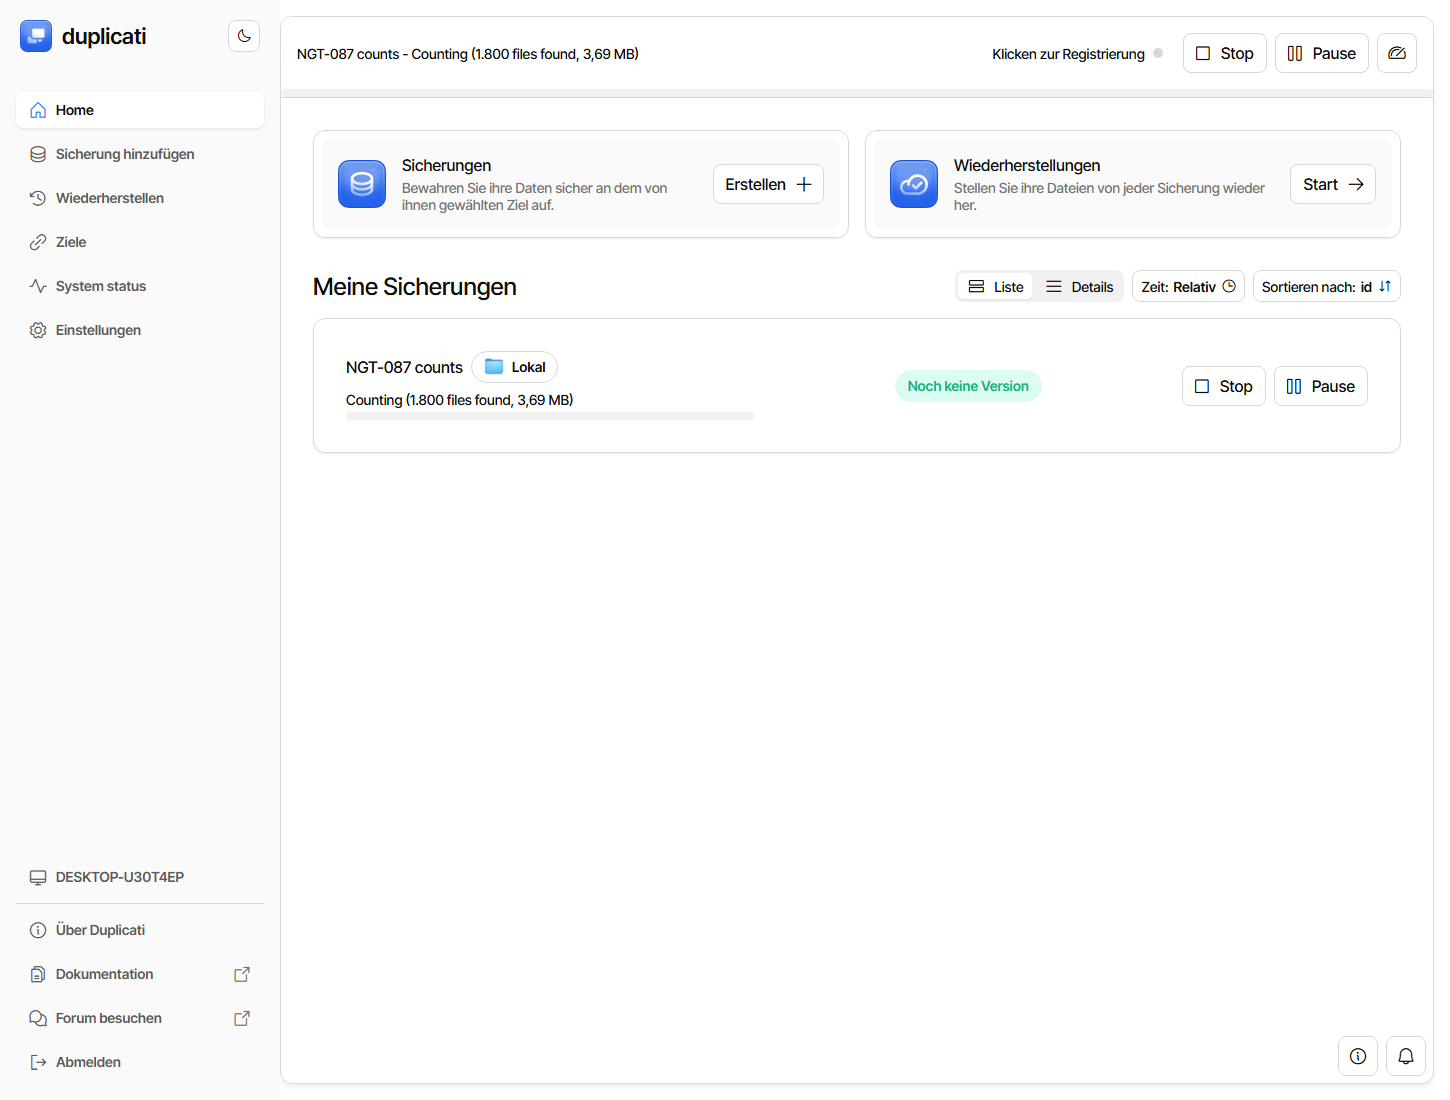 duplicati
Home
Sicherung hinzufügen
Wiederherstellen
Ziele
System status
Einstellungen
DESKTOP-U30T4EP
Über Duplicati
Dokumentation
Forum besuchen
Abmelden
NGT-087 counts - Counting (1.800 files found, 3,69 MB)
Klicken zur Registrierung
Stop
Pause
Sicherungen
Bewahren Sie ihre Daten sicher an dem von
ihnen gewählten Ziel auf.
Erstellen
Wiederherstellungen
Stellen Sie ihre Dateien von jeder Sicherung wieder
her.
Start
Meine Sicherungen
Liste
Details
Zeit: Relativ
Sortieren nach: id
NGT-087 counts
Lokal
Counting (1.800 files found, 3,69 MB)
Noch keine Version
Stop
Pause